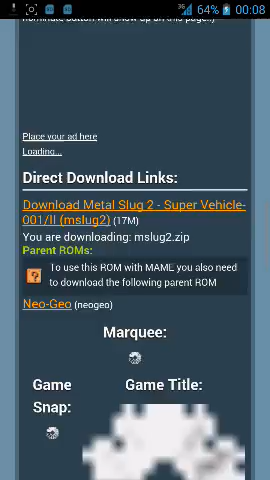 3G 64% 00:08
Place your ad here
Loading...
Direct Download Links:
Download Metal Slug 2 - Super Vehicle-
001/II (mslug2) (17M)
You are downloading: mslug2.zip
Parent ROMs:
To use this ROM with MAME you also need
to download the following parent ROM
Neo-Geo (neogeo)
Marquee:
Game
Snap:
Game Title: